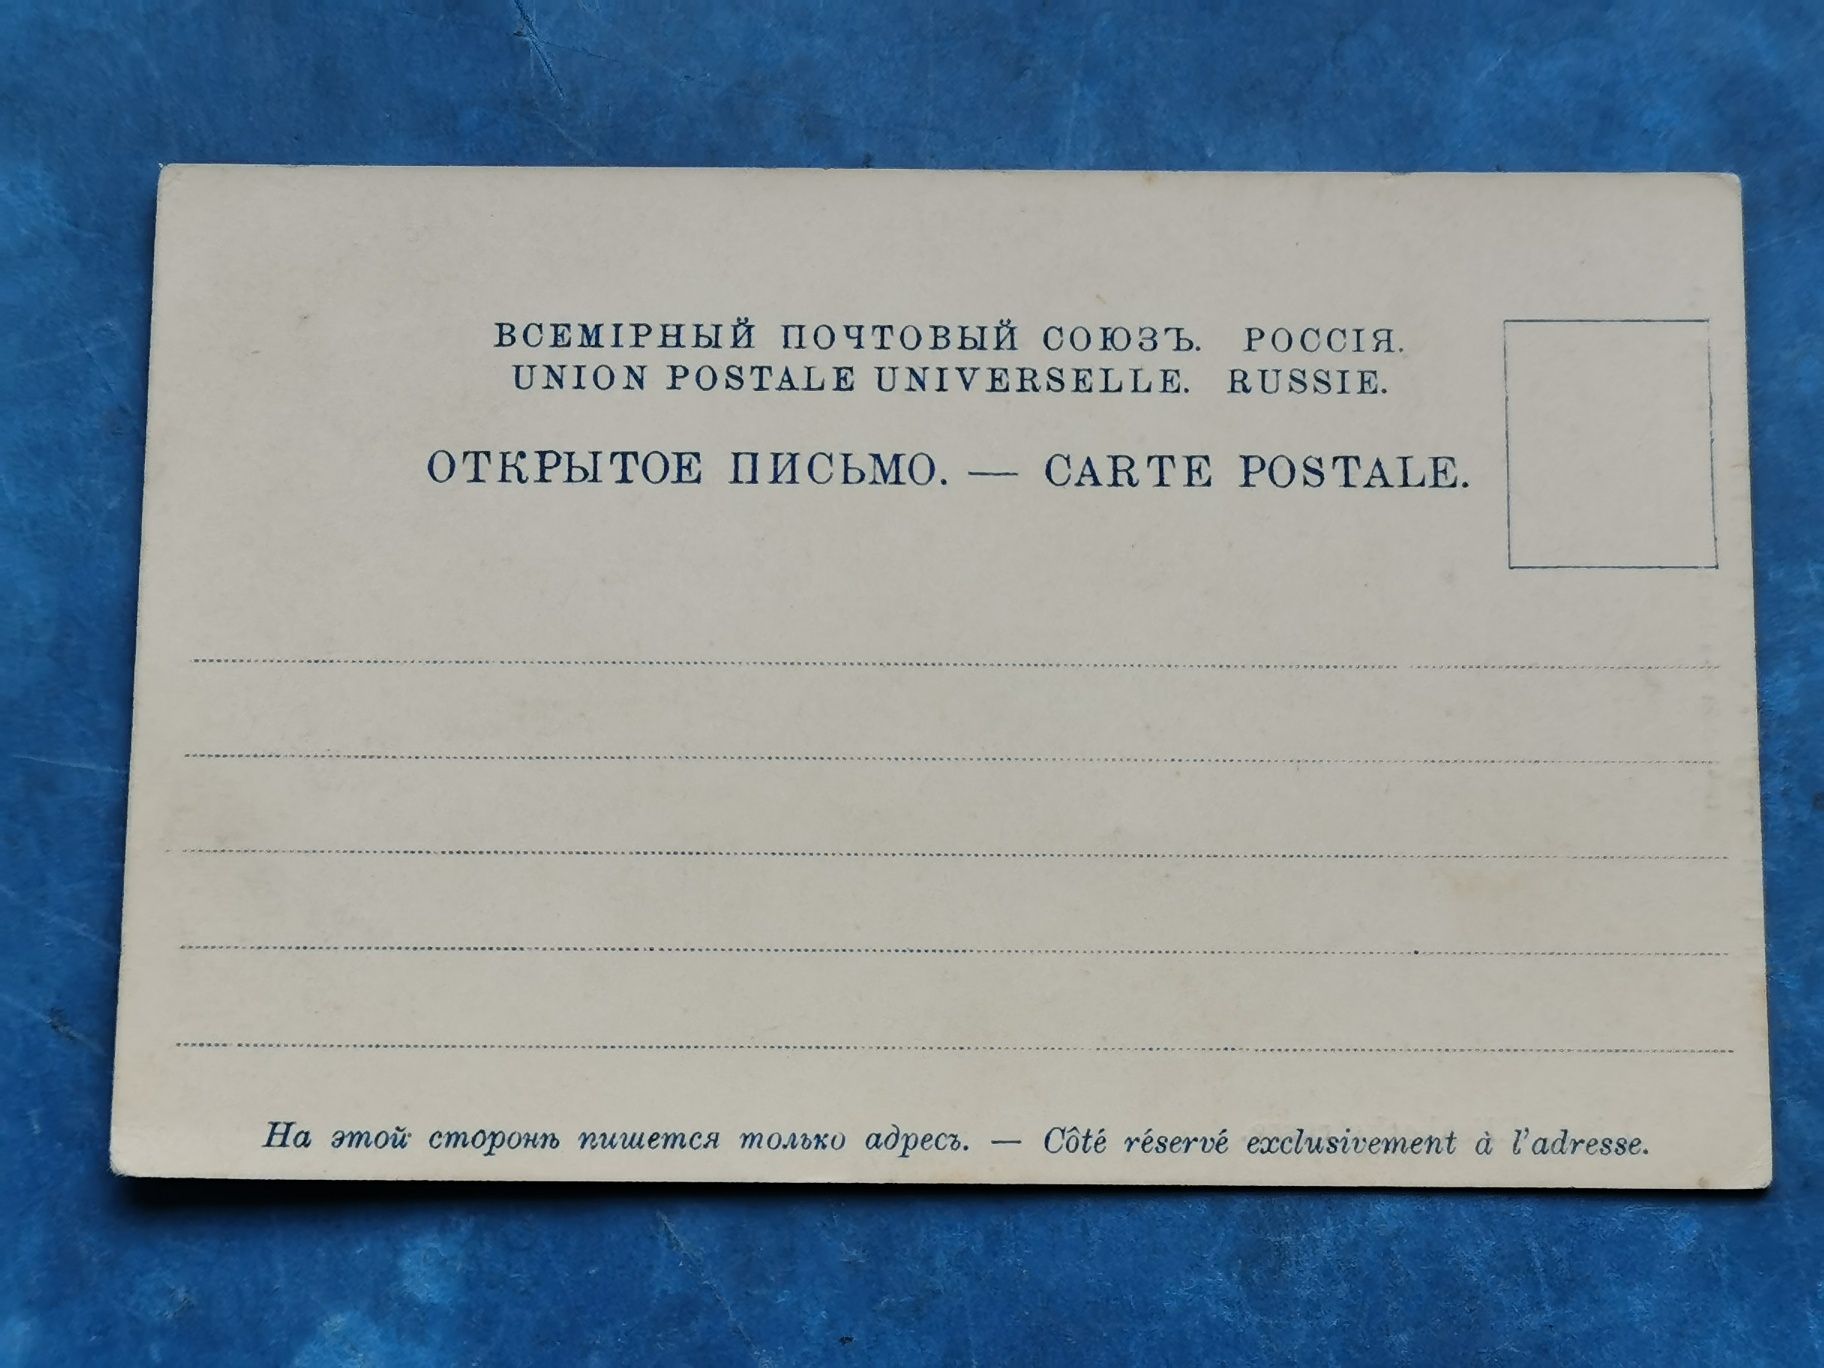 ВСЕМІРНЫЙ ПОЧТОВЫЙ СОЮЗЪ. РОССІЯ.
UNION POSTALE UNIVERSELLE. RUSSIE.
ОТКРЫТОЕ ПИСЬМО. — CARTE POSTALE.
На этой сторонѣ пишется только адресъ. — Côté réservé exclusivement à l'adresse.